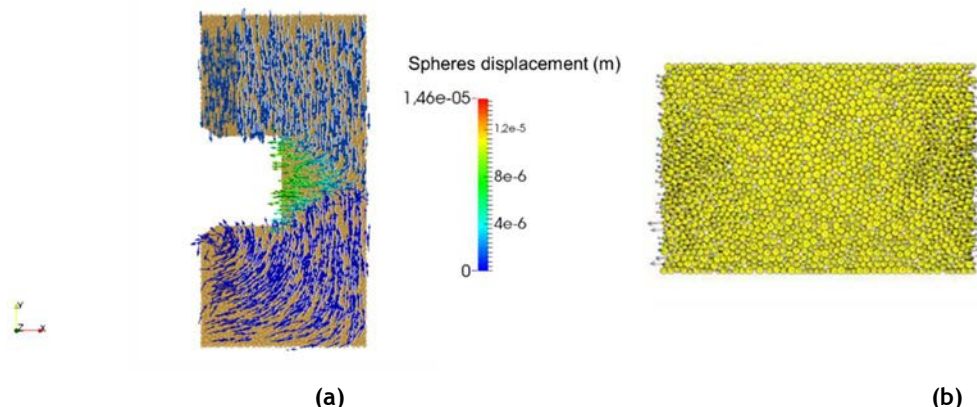 Spheres displacement (m)
1.46e-05
1.2e-5
8e-6
4e-6
0
Y
Z X
(a) (b)